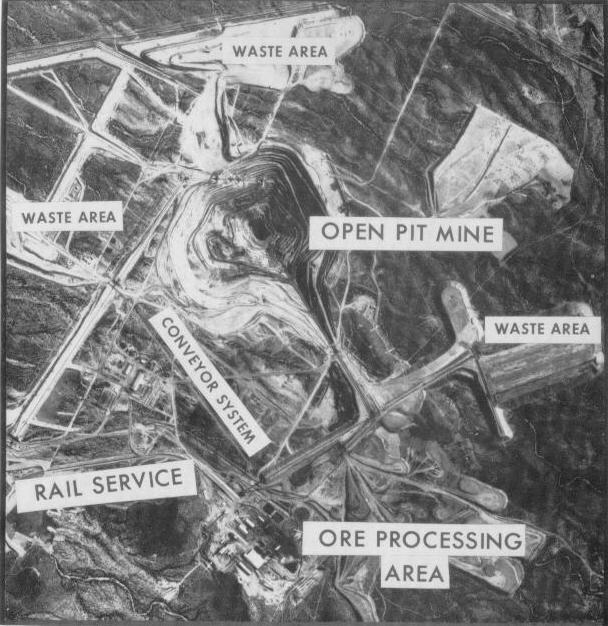 WASTE AREA
WASTE AREA
OPEN PIT MINE
WASTE AREA
CONVEYOR SYSTEM
RAIL SERVICE
ORE PROCESSING
AREA